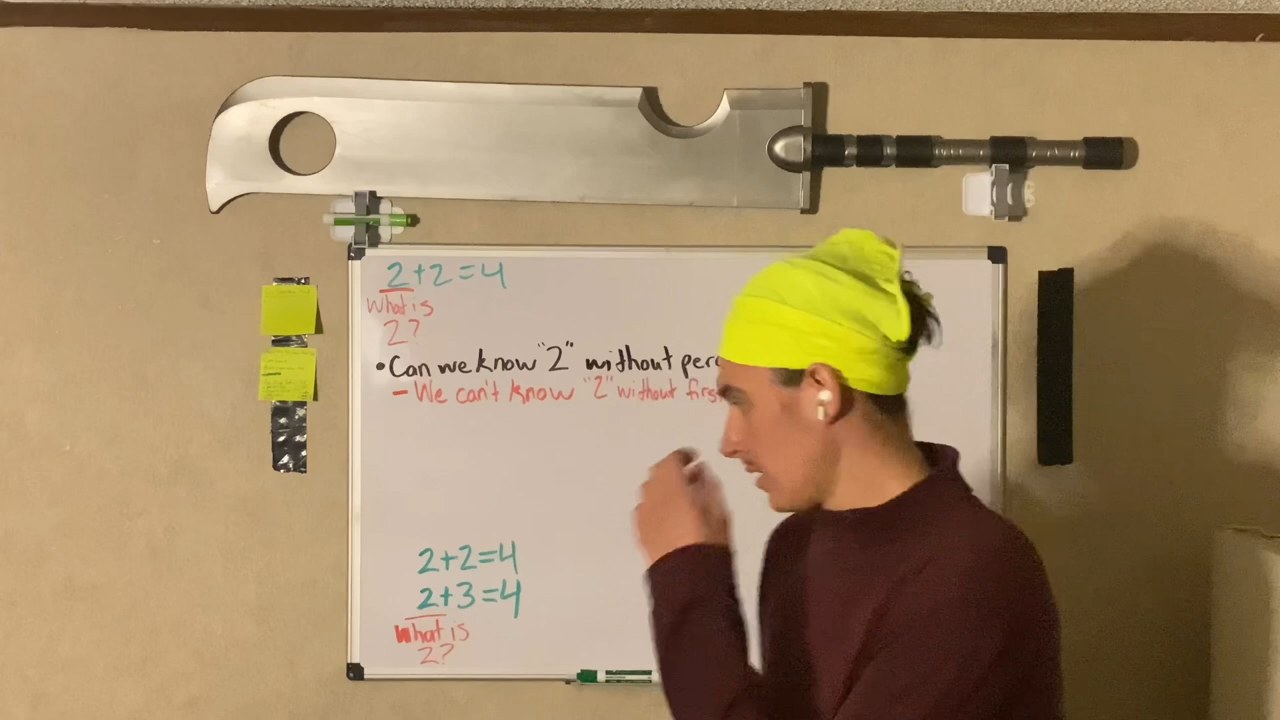 2+2=4
What is
2?
•Can we know "2" without
- We can't know "2" without
2+2=4
2+3=4
What is
2?